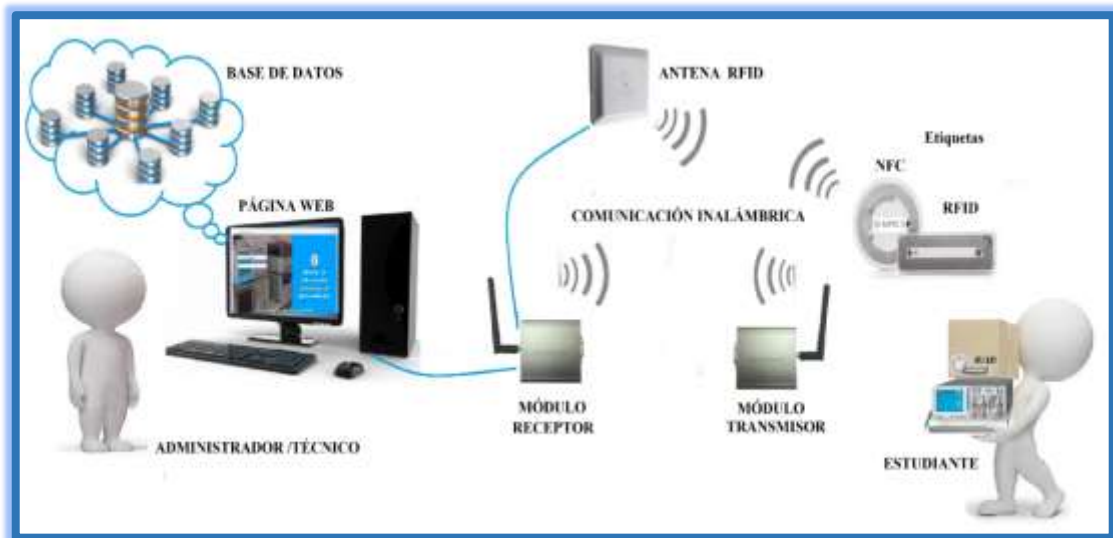 BASE DE DATOS
ANTENA RFID
Etiquetas
NFC
RFID
PÁGINA WEB
COMUNICACIÓN INALÁMBRICA
MÓDULO
RECEPTOR
MÓDULO
TRANSMISOR
ADMINISTRADOR /TÉCNICO
ESTUDIANTE